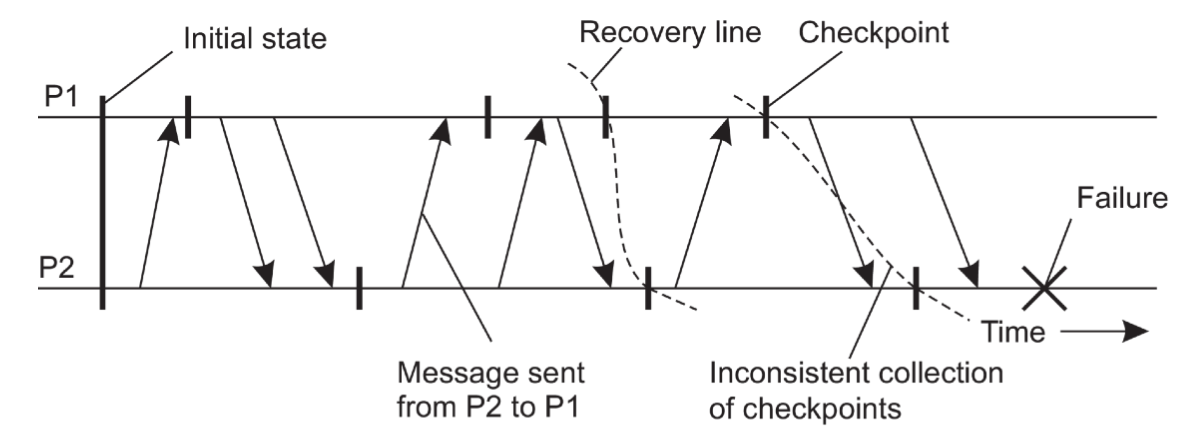 Initial state
Recovery line
Checkpoint
P1
Failure
P2
Time
Message sent
from P2 to P1
Inconsistent collection
of checkpoints